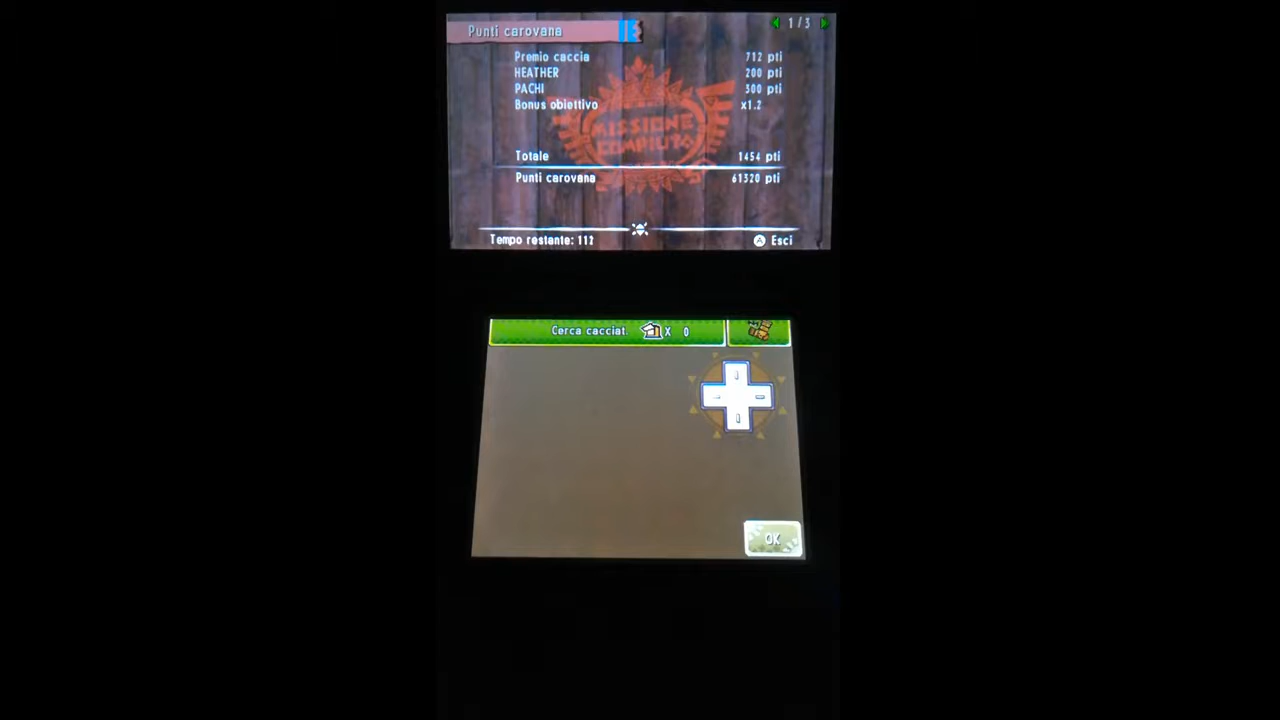 Punti carovana
1/3
Premio caccia 712 pti
HEATHER 200 pti
PACHI 300 pti
Bonus obiettivo x1.2
MISSIONE
COMPIUTA
Totale 1454 pti
Punti carovana 61320 pti
Tempo restante: 112
A Esci
Cerca cacciat. X 0
OK